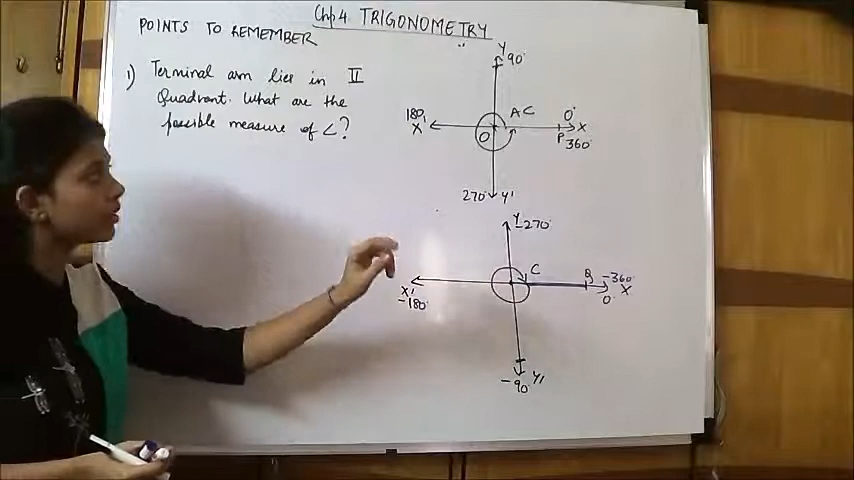 Chp 4 TRIGONOMETRY
POINTS TO REMEMBER
1) Terminal arm lies in II
Quadrant. What are the
possible measure of ∠?
Y 90°
180°
X'
AC
0°
X
O
P
360°
270° Y'
Y -270°
C
B
-360°
X
0°
X'
-180°
-90° Y'